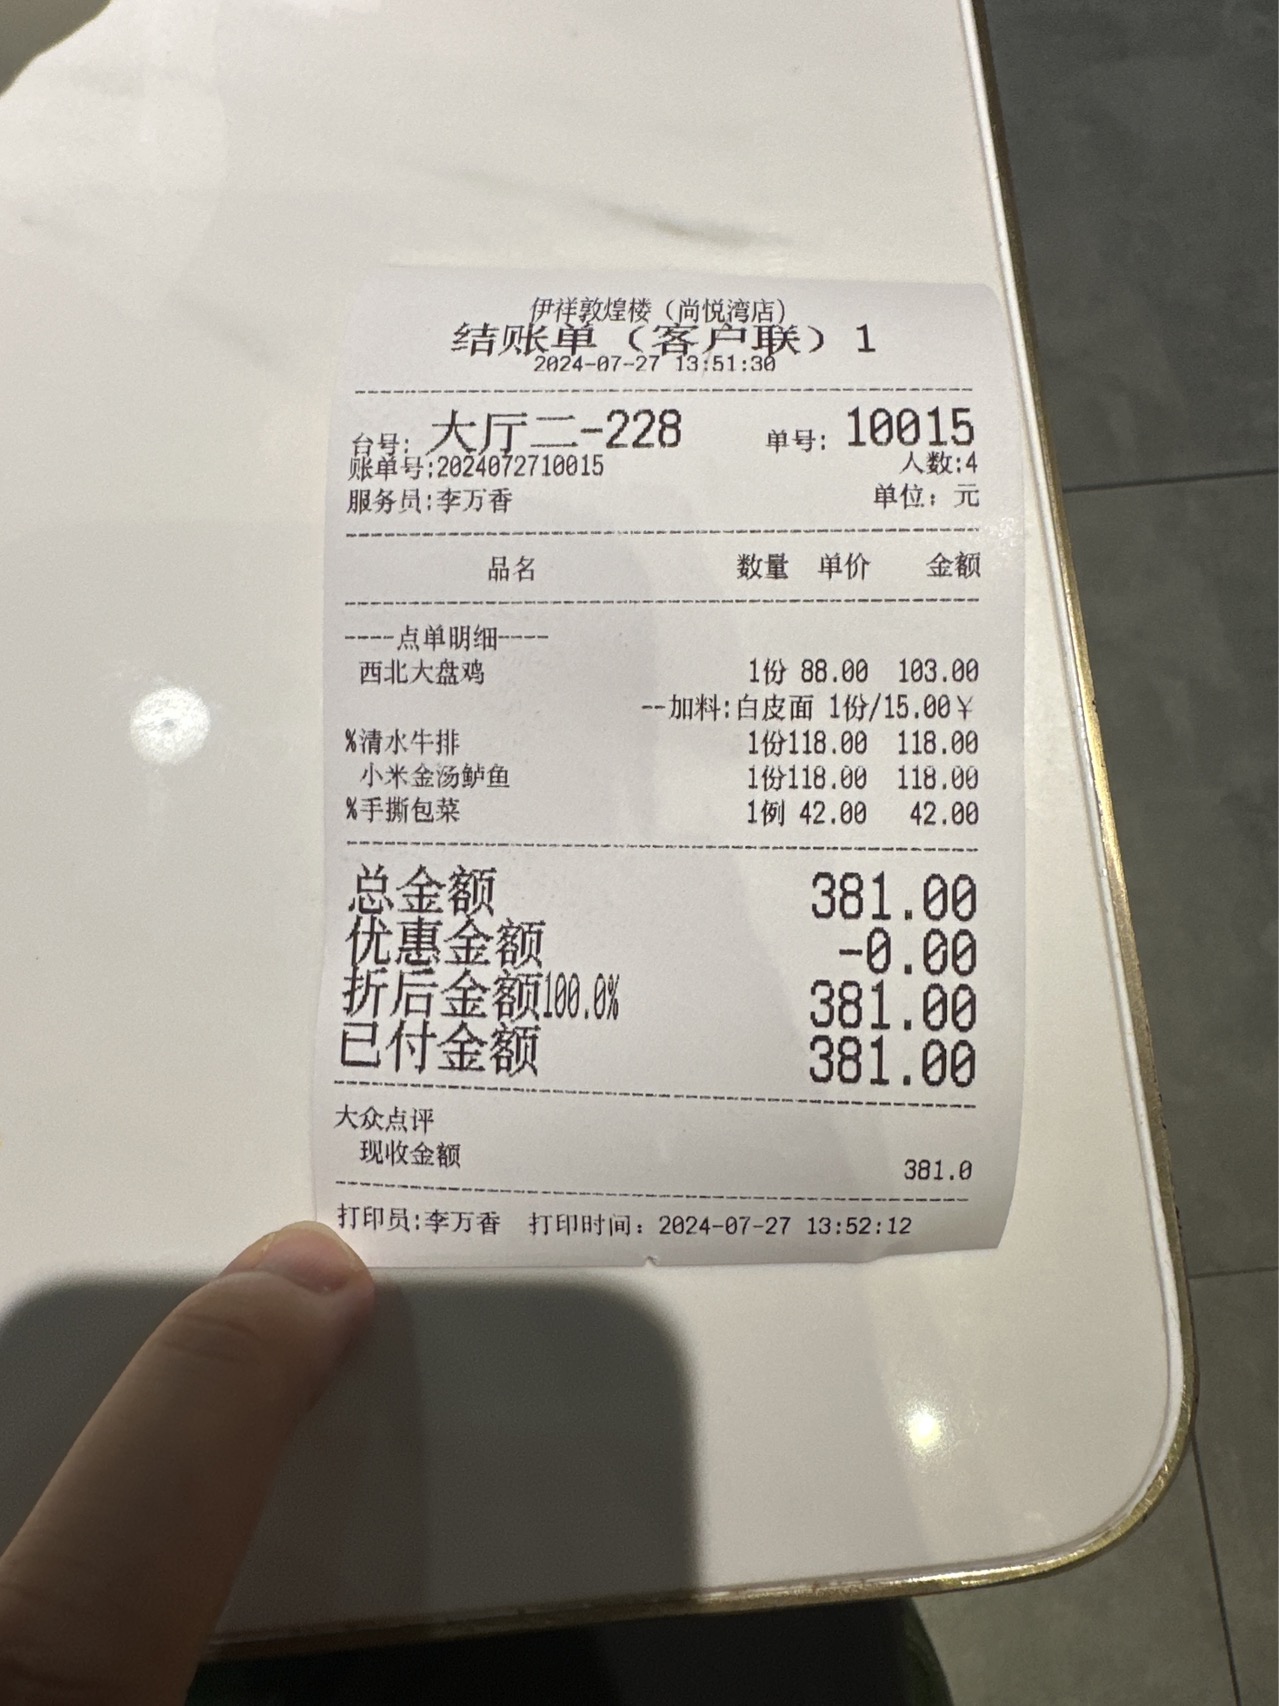 伊祥敦煌楼（尚悦湾店）
结账单（客户联）1
2024-07-27 13:51:30
台号: 大厅二-228 单号: 10015
账单号:2024072710015 人数:4
服务员:李万香 单位: 元
品名 数量 单价 金额
----点单明细----
西北大盘鸡 1份 88.00 103.00
--加料:白皮面 1份/15.00¥
%清水牛排 1份118.00 118.00
小米金汤鲈鱼 1份118.00 118.00
%手撕包菜 1例 42.00 42.00
总金额 381.00
优惠金额 -0.00
折后金额100.0% 381.00
已付金额 381.00
大众点评
现收金额 381.0
打印员:李万香 打印时间: 2024-07-27 13:52:12